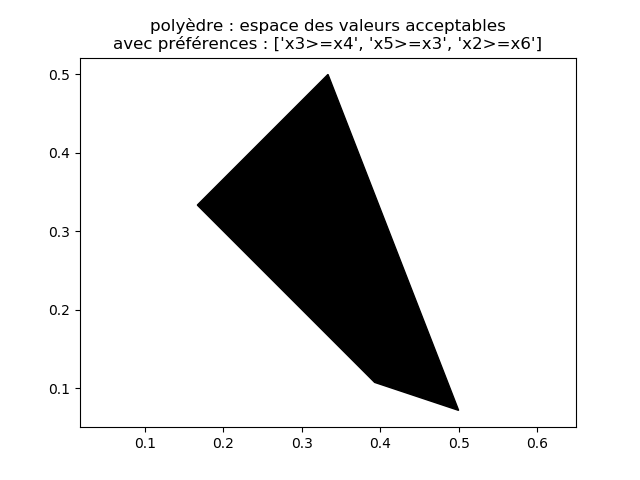 polyèdre : espace des valeurs acceptables
avec préférences : ['x3>=x4', 'x5>=x3', 'x2>=x6']
0.5
0.4
0.3
0.2
0.1
0.1 0.2 0.3 0.4 0.5 0.6